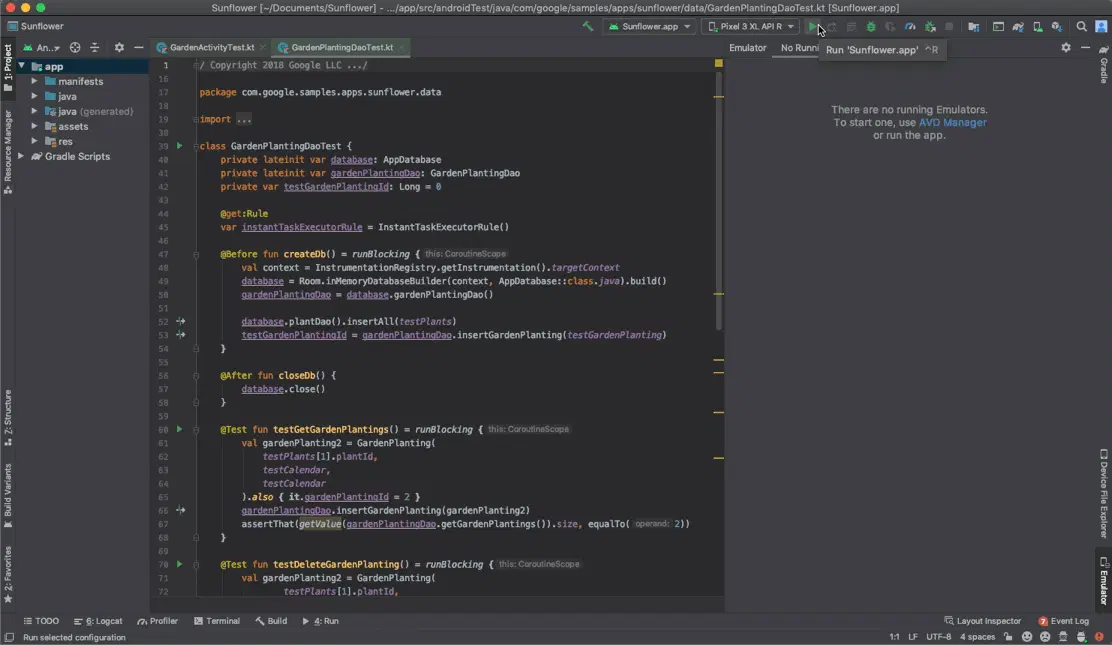 Sunflower [~/Documents/Sunflower] - .../app/src/androidTest/java/com/google/samples/apps/sunflower/data/GardenPlantingDaoTest.kt [Sunflower.app]
Sunflower
Sunflower.app
Pixel 3 XL API R
An..
GardenActivityTest.kt
GardenPlantingDaoTest.kt
Emulator
No Runni
Run 'Sunflower.app' ^R
1: Project
Resource Manager
Z: Structure
Build Variants
2: Favorites
app
manifests
java
java (generated)
assets
res
Gradle Scripts
1 / Copyright 2018 Google LLC .../
16
17 package com.google.samples.apps.sunflower.data
18
19 import ...
38
39 class GardenPlantingDaoTest {
40 private lateinit var database: AppDatabase
41 private lateinit var gardenPlantingDao: GardenPlantingDao
42 private var testGardenPlantingId: Long = 0
43
44 @get:Rule
45 var instantTaskExecutorRule = InstantTaskExecutorRule()
46
47 @Before fun createDb() = runBlocking { this: CoroutineScope
48 val context = InstrumentationRegistry.getInstrumentation().targetContext
49 database = Room.inMemoryDatabaseBuilder(context, AppDatabase::class.java).build()
50 gardenPlantingDao = database.gardenPlantingDao()
51
52 database.plantDao().insertAll(testPlants)
53 testGardenPlantingId = gardenPlantingDao.insertGardenPlanting(testGardenPlanting)
54 }
55
56 @After fun closeDb() {
57 database.close()
58 }
59
60 @Test fun testGetGardenPlantings() = runBlocking { this: CoroutineScope
61 val gardenPlanting2 = GardenPlanting(
62 testPlants[1].plantId,
63 testCalendar,
64 testCalendar
65 ).also { it.gardenPlantingId = 2 }
66 gardenPlantingDao.insertGardenPlanting(gardenPlanting2)
67 assertThat(getValue(gardenPlantingDao.getGardenPlantings()).size, equalTo( operand: 2))
68 }
69
70 @Test fun testDeleteGardenPlanting() = runBlocking { this: CoroutineScope
71 val gardenPlanting2 = GardenPlanting(
72 testPlants[1].plantId,
There are no running Emulators.
To start one, use AVD Manager
or run the app.
Gradle
Device File Explorer
Emulator
TODO
6: Logcat
Profiler
Terminal
Build
4: Run
Layout Inspector
7 Event Log
Run selected configuration
1:1 LF UTF-8 4 spaces